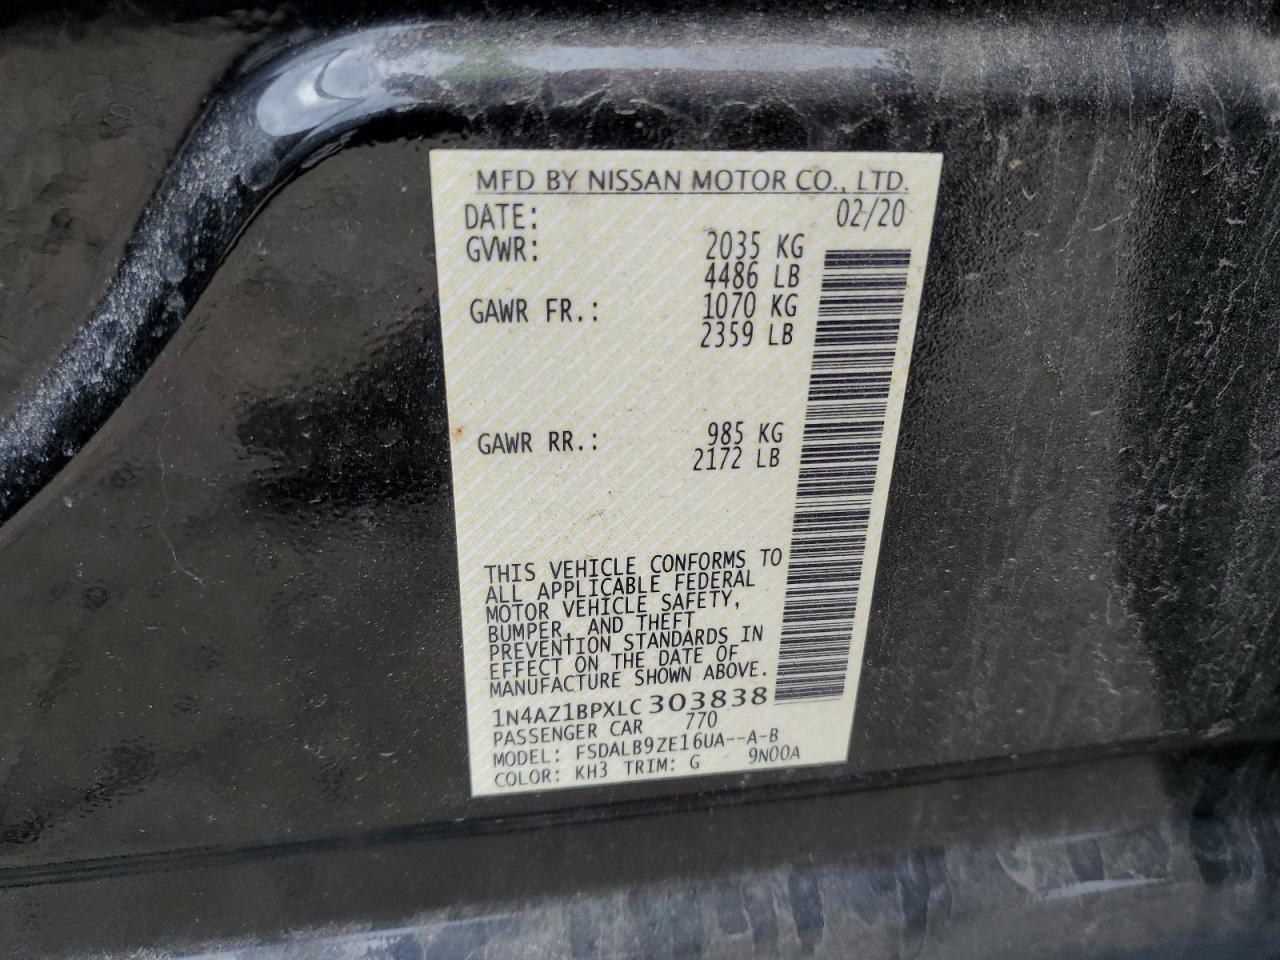 MFD BY NISSAN MOTOR CO., LTD.
DATE: 02/20
GVWR: 2035 KG
4486 LB
GAWR FR.: 1070 KG
2359 LB
GAWR RR.: 985 KG
2172 LB
THIS VEHICLE CONFORMS TO
ALL APPLICABLE FEDERAL
MOTOR VEHICLE SAFETY,
BUMPER, AND THEFT
PREVENTION STANDARDS IN
EFFECT ON THE DATE OF
MANUFACTURE SHOWN ABOVE.
1N4AZ1BPXLC303838
PASSENGER CAR 770
MODEL: FSDALB9ZE16UA--A-B
COLOR: KH3 TRIM: G 9N00A